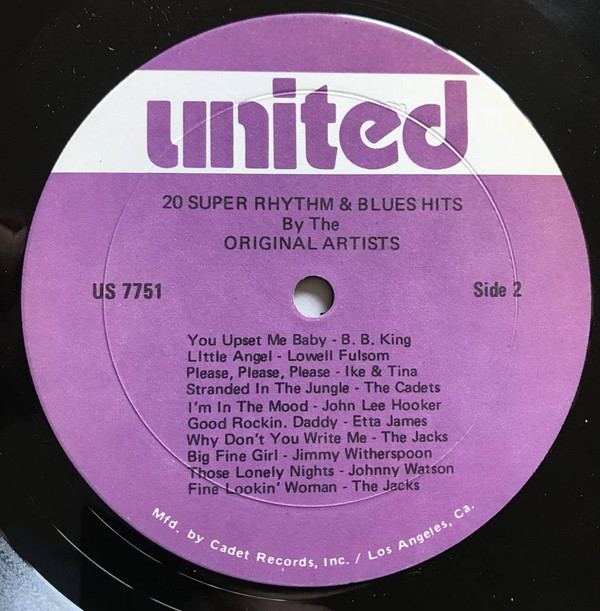 united
20 SUPER RHYTHM & BLUES HITS
By The
ORIGINAL ARTISTS
US 7751
Side 2
You Upset Me Baby - B. B. King
LIttle Angel - Lowell Fulsom
Please, Please, Please - Ike & Tina
Stranded In The Jungle - The Cadets
I'm In The Mood - John Lee Hooker
Good Rockin. Daddy - Etta James
Why Don't You Write Me - The Jacks
Big Fine Girl - Jimmy Witherspoon
Those Lonely Nights - Johnny Watson
Fine Lookin' Woman - The Jacks
Mfd. by Cadet Records, Inc. / Los Angeles, Ca.